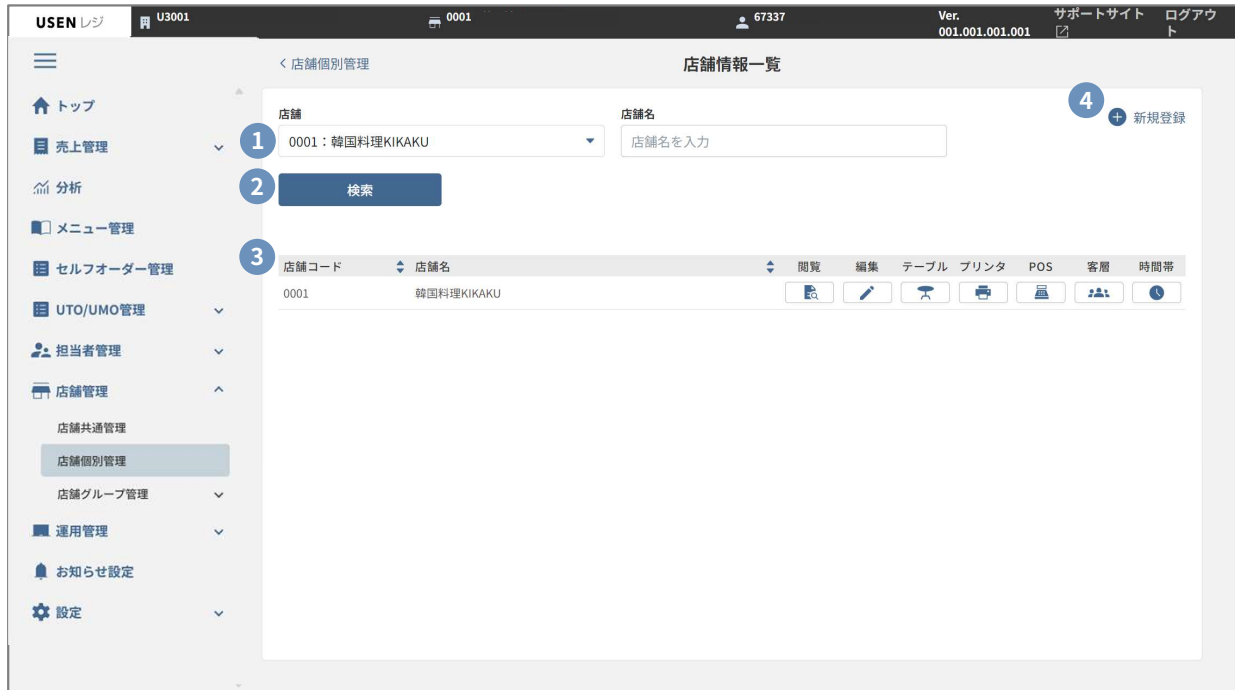 USEN レジ
U3001
0001
67337
Ver.
001.001.001.001
サポートサイト
ログアウ
ト
く 店舗個別管理
店舗情報一覧
トップ
売上管理
分析
メニュー管理
セルフオーダー管理
UTO/UMO管理
担当者管理
店舗管理
店舗共通管理
店舗個別管理
店舗グループ管理
運用管理
お知らせ設定
設定
店舗
店舗名
4
新規登録
1
0001：韓国料理KIKAKU
店舗名を入力
2
検索
3
店舗コード 店舗名 閲覧 編集 テーブル プリンタ POS 客層 時間帯
0001 韓国料理KIKAKU